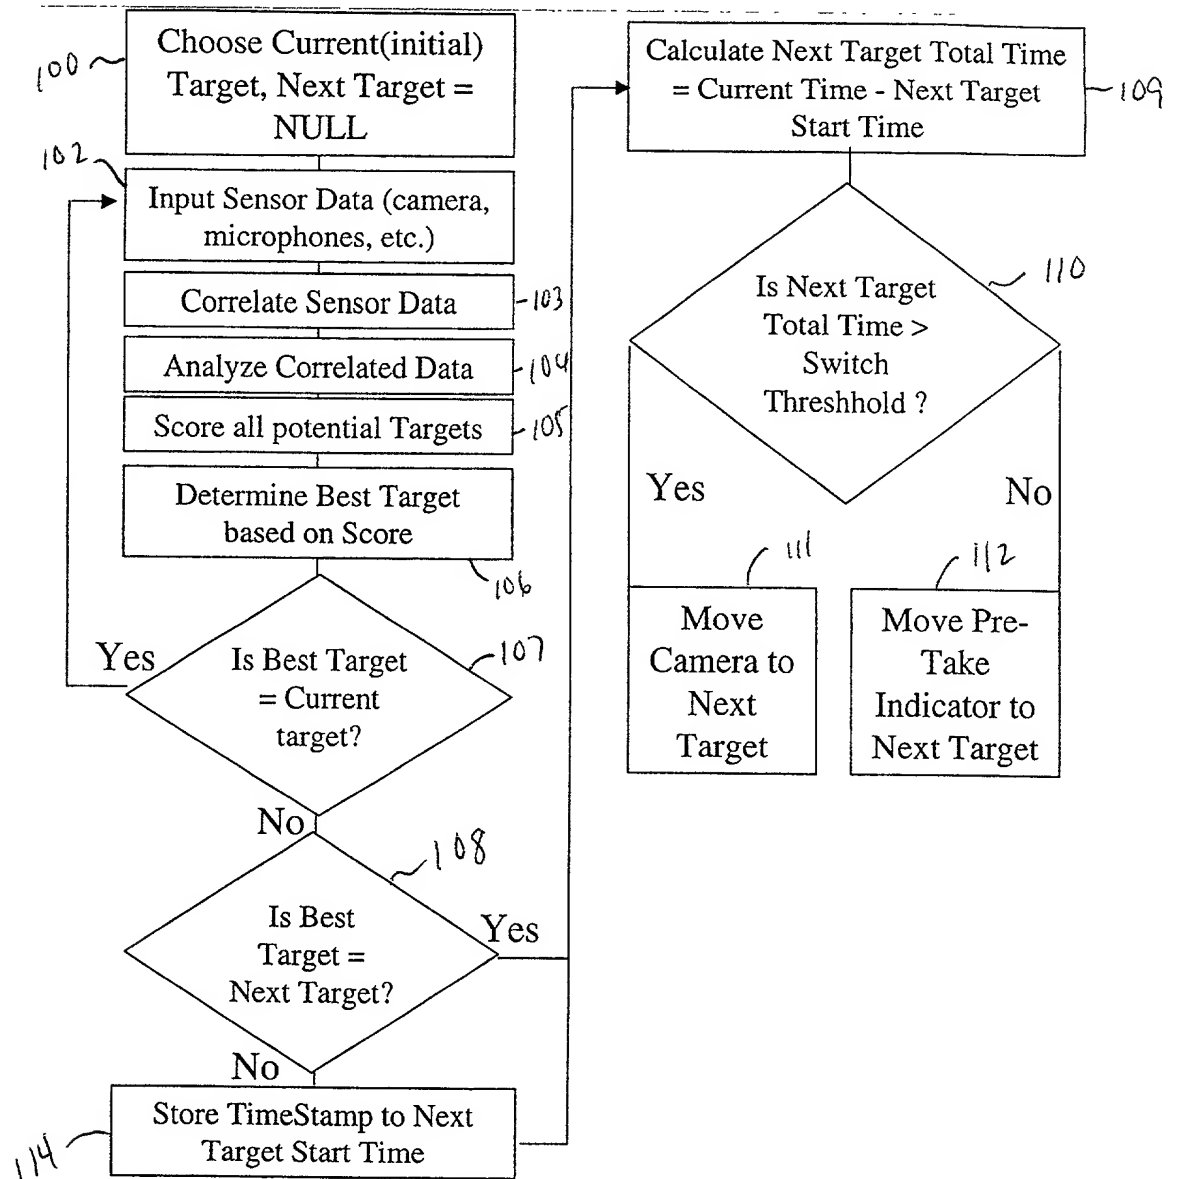 100
Choose Current(initial)
Target, Next Target =
NULL
102
Input Sensor Data (camera,
microphones, etc.)
Correlate Sensor Data
103
Analyze Correlated Data
104
Score all potential Targets
105
Determine Best Target
based on Score
106
Yes
Is Best Target
= Current
target?
107
No
108
Is Best
Target =
Next Target?
Yes
No
Store TimeStamp to Next
Target Start Time
114
Calculate Next Target Total Time
= Current Time - Next Target
Start Time
109
Is Next Target
Total Time >
Switch
Threshhold ?
110
Yes
No
111
Move
Camera to
Next
Target
112
Move Pre-
Take
Indicator to
Next Target